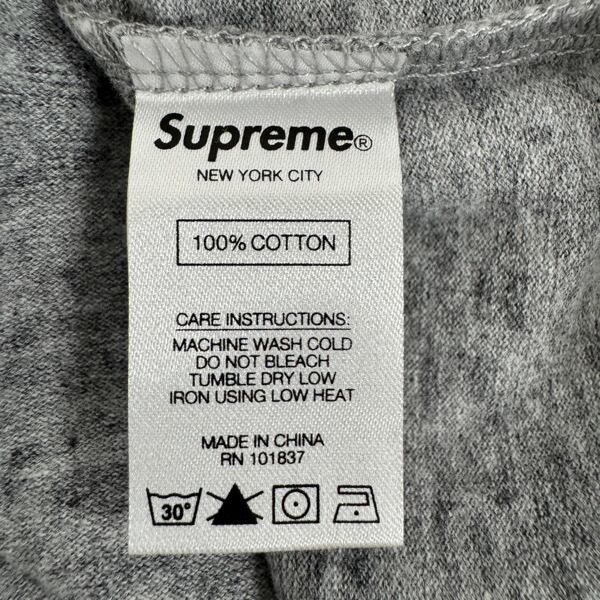 Supreme®
NEW YORK CITY
100% COTTON
CARE INSTRUCTIONS:
MACHINE WASH COLD
DO NOT BLEACH
TUMBLE DRY LOW
IRON USING LOW HEAT
MADE IN CHINA
RN 101837
30°